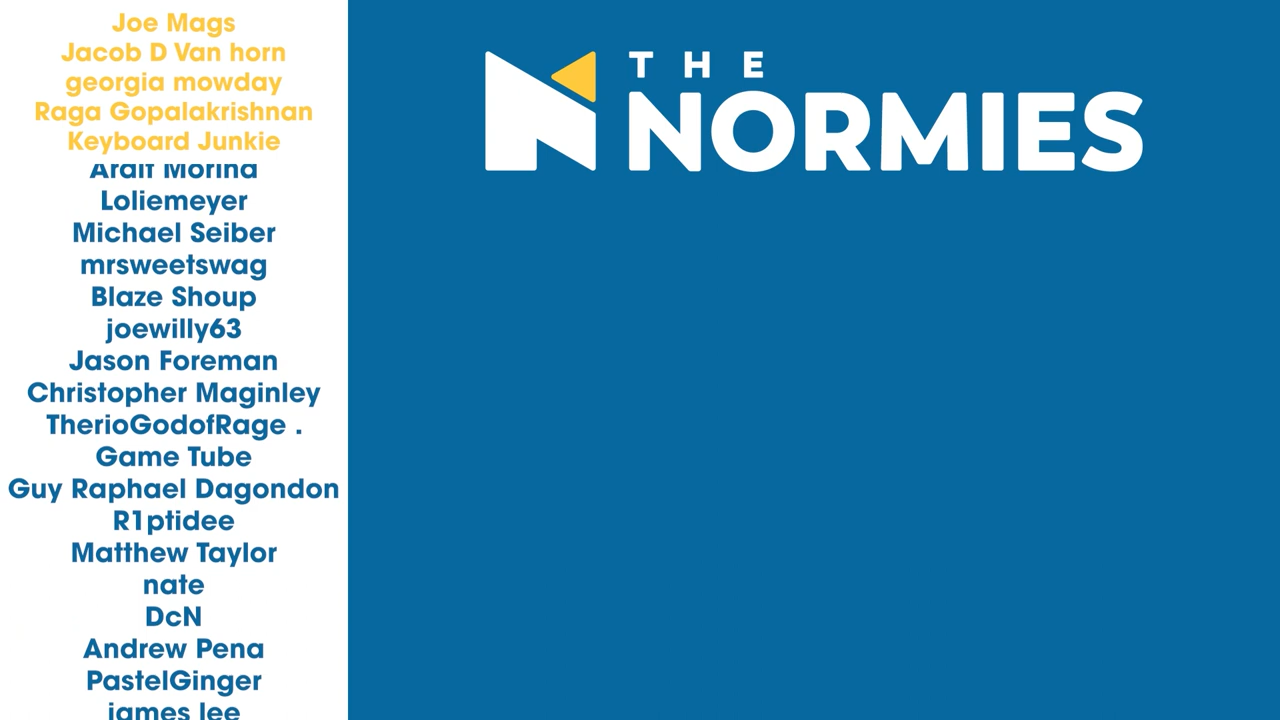 Joe Mags
Jacob D Van horn
georgia mowday
Raga Gopalakrishnan
Keyboard Junkie
Loliemeyer
Michael Seiber
mrsweetswag
Blaze Shoup
joewilly63
Jason Foreman
Christopher Maginley
TherioGodofRage .
Game Tube
Guy Raphael Dagondon
R1ptidee
Matthew Taylor
nate
DcN
Andrew Pena
PastelGinger
james lee
THE
NORMIES